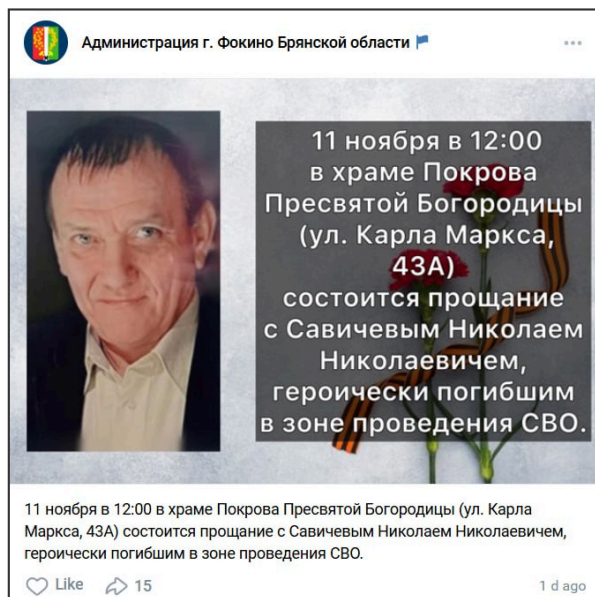 Администрация г. Фокино Брянской области
11 ноября в 12:00
в храме Покрова
Пресвятой Богородицы
(ул. Карла Маркса,
43А)
состоится прощание
с Савичевым Николаем
Николаевичем,
героически погибшим
в зоне проведения СВО.
11 ноября в 12:00 в храме Покрова Пресвятой Богородицы (ул. Карла
Маркса, 43А) состоится прощание с Савичевым Николаем Николаевичем,
героически погибшим в зоне проведения СВО.
Like 15 1 d ago